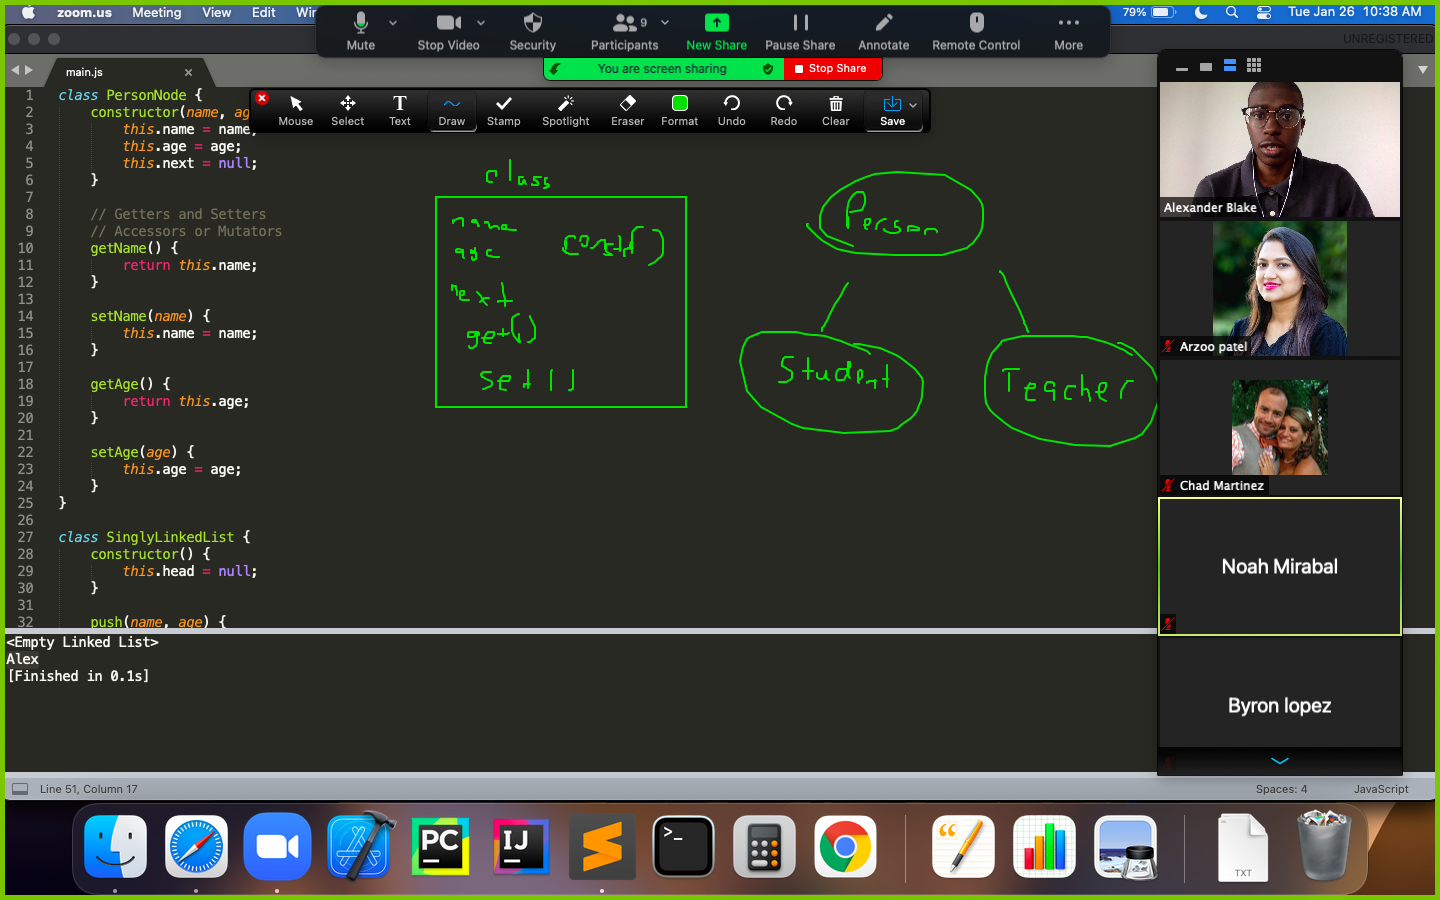 zoom.us Meeting View Edit Wir
79% Tue Jan 26 10:38 AM
Mute
Stop Video
Security
9
Participants
New Share
Pause Share
Annotate
Remote Control
More
UNREGISTERED
You are screen sharing
Stop Share
main.js
Mouse
Select
Text
Draw
Stamp
Spotlight
Eraser
Format
Undo
Redo
Clear
Save
1 class PersonNode {
2 constructor(name, ag
3 this.name = name;
4 this.age = age;
5 this.next = null;
6 }
7
8 // Getters and Setters
9 // Accessors or Mutators
10 getName() {
11 return this.name;
12 }
13
14 setName(name) {
15 this.name = name;
16 }
17
18 getAge() {
19 return this.age;
20 }
21
22 setAge(age) {
23 this.age = age;
24 }
25 }
26
27 class SinglyLinkedList {
28 constructor() {
29 this.head = null;
30 }
31
32 push(name, age) {
class
name
age
next
get()
set()
Person
Student
Teacher
Alexander Blake
Arzoo patel
Chad Martinez
Noah Mirabal
Byron lopez
<Empty Linked List>
Alex
[Finished in 0.1s]
Line 51, Column 17
Spaces: 4
JavaScript
PC
IJ
>_
TXT